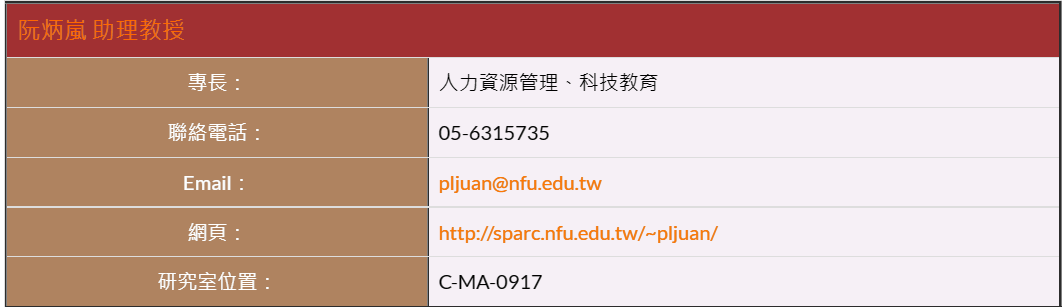 阮炳嵐 助理教授
專長： 人力資源管理、科技教育
聯絡電話： 05-6315735
Email： pljuan@nfu.edu.tw
網頁： http://sparc.nfu.edu.tw/~pljuan/
研究室位置： C-MA-0917